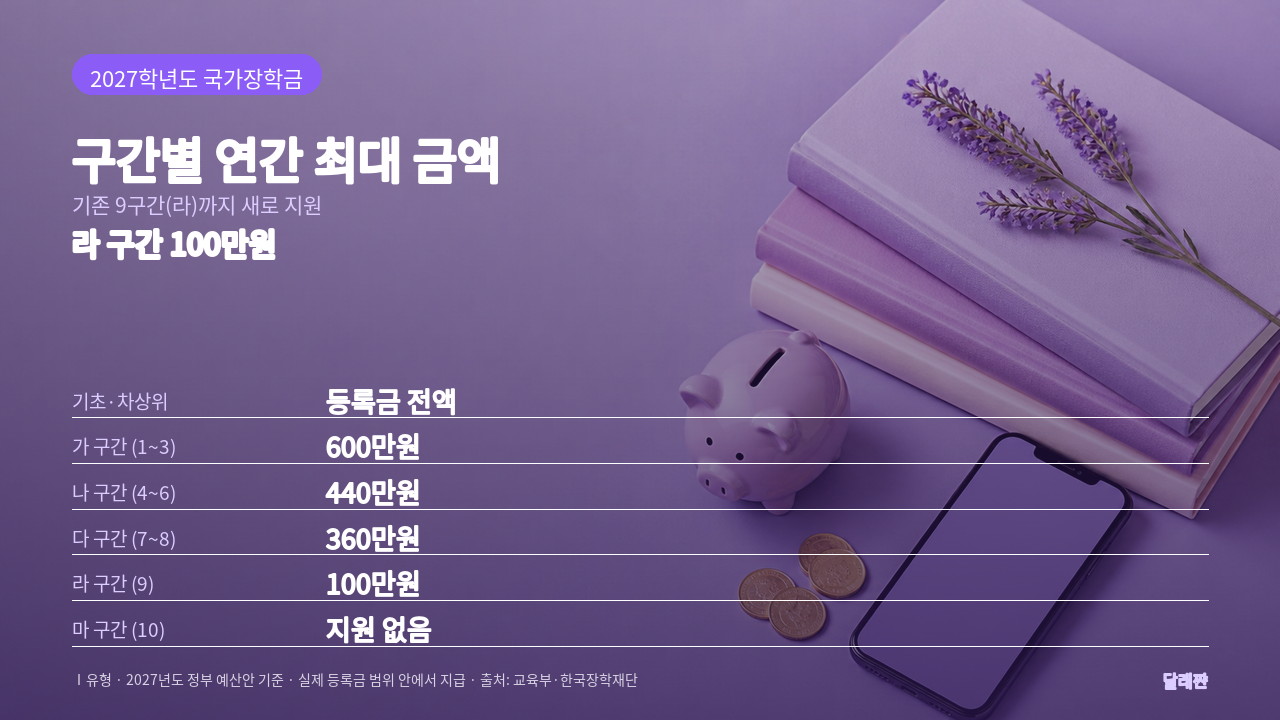 2027학년도 국가장학금
구간별 연간 최대 금액
기존 9구간(라)까지 새로 지원
라 구간 100만원
기초·차상위 등록금 전액
가 구간 (1~3) 600만원
나 구간 (4~6) 440만원
다 구간 (7~8) 360만원
라 구간 (9) 100만원
마 구간 (10) 지원 없음
Ⅰ유형 · 2027년도 정부 예산안 기준 · 실제 등록금 범위 안에서 지급 · 출처: 교육부·한국장학재단
달래짠